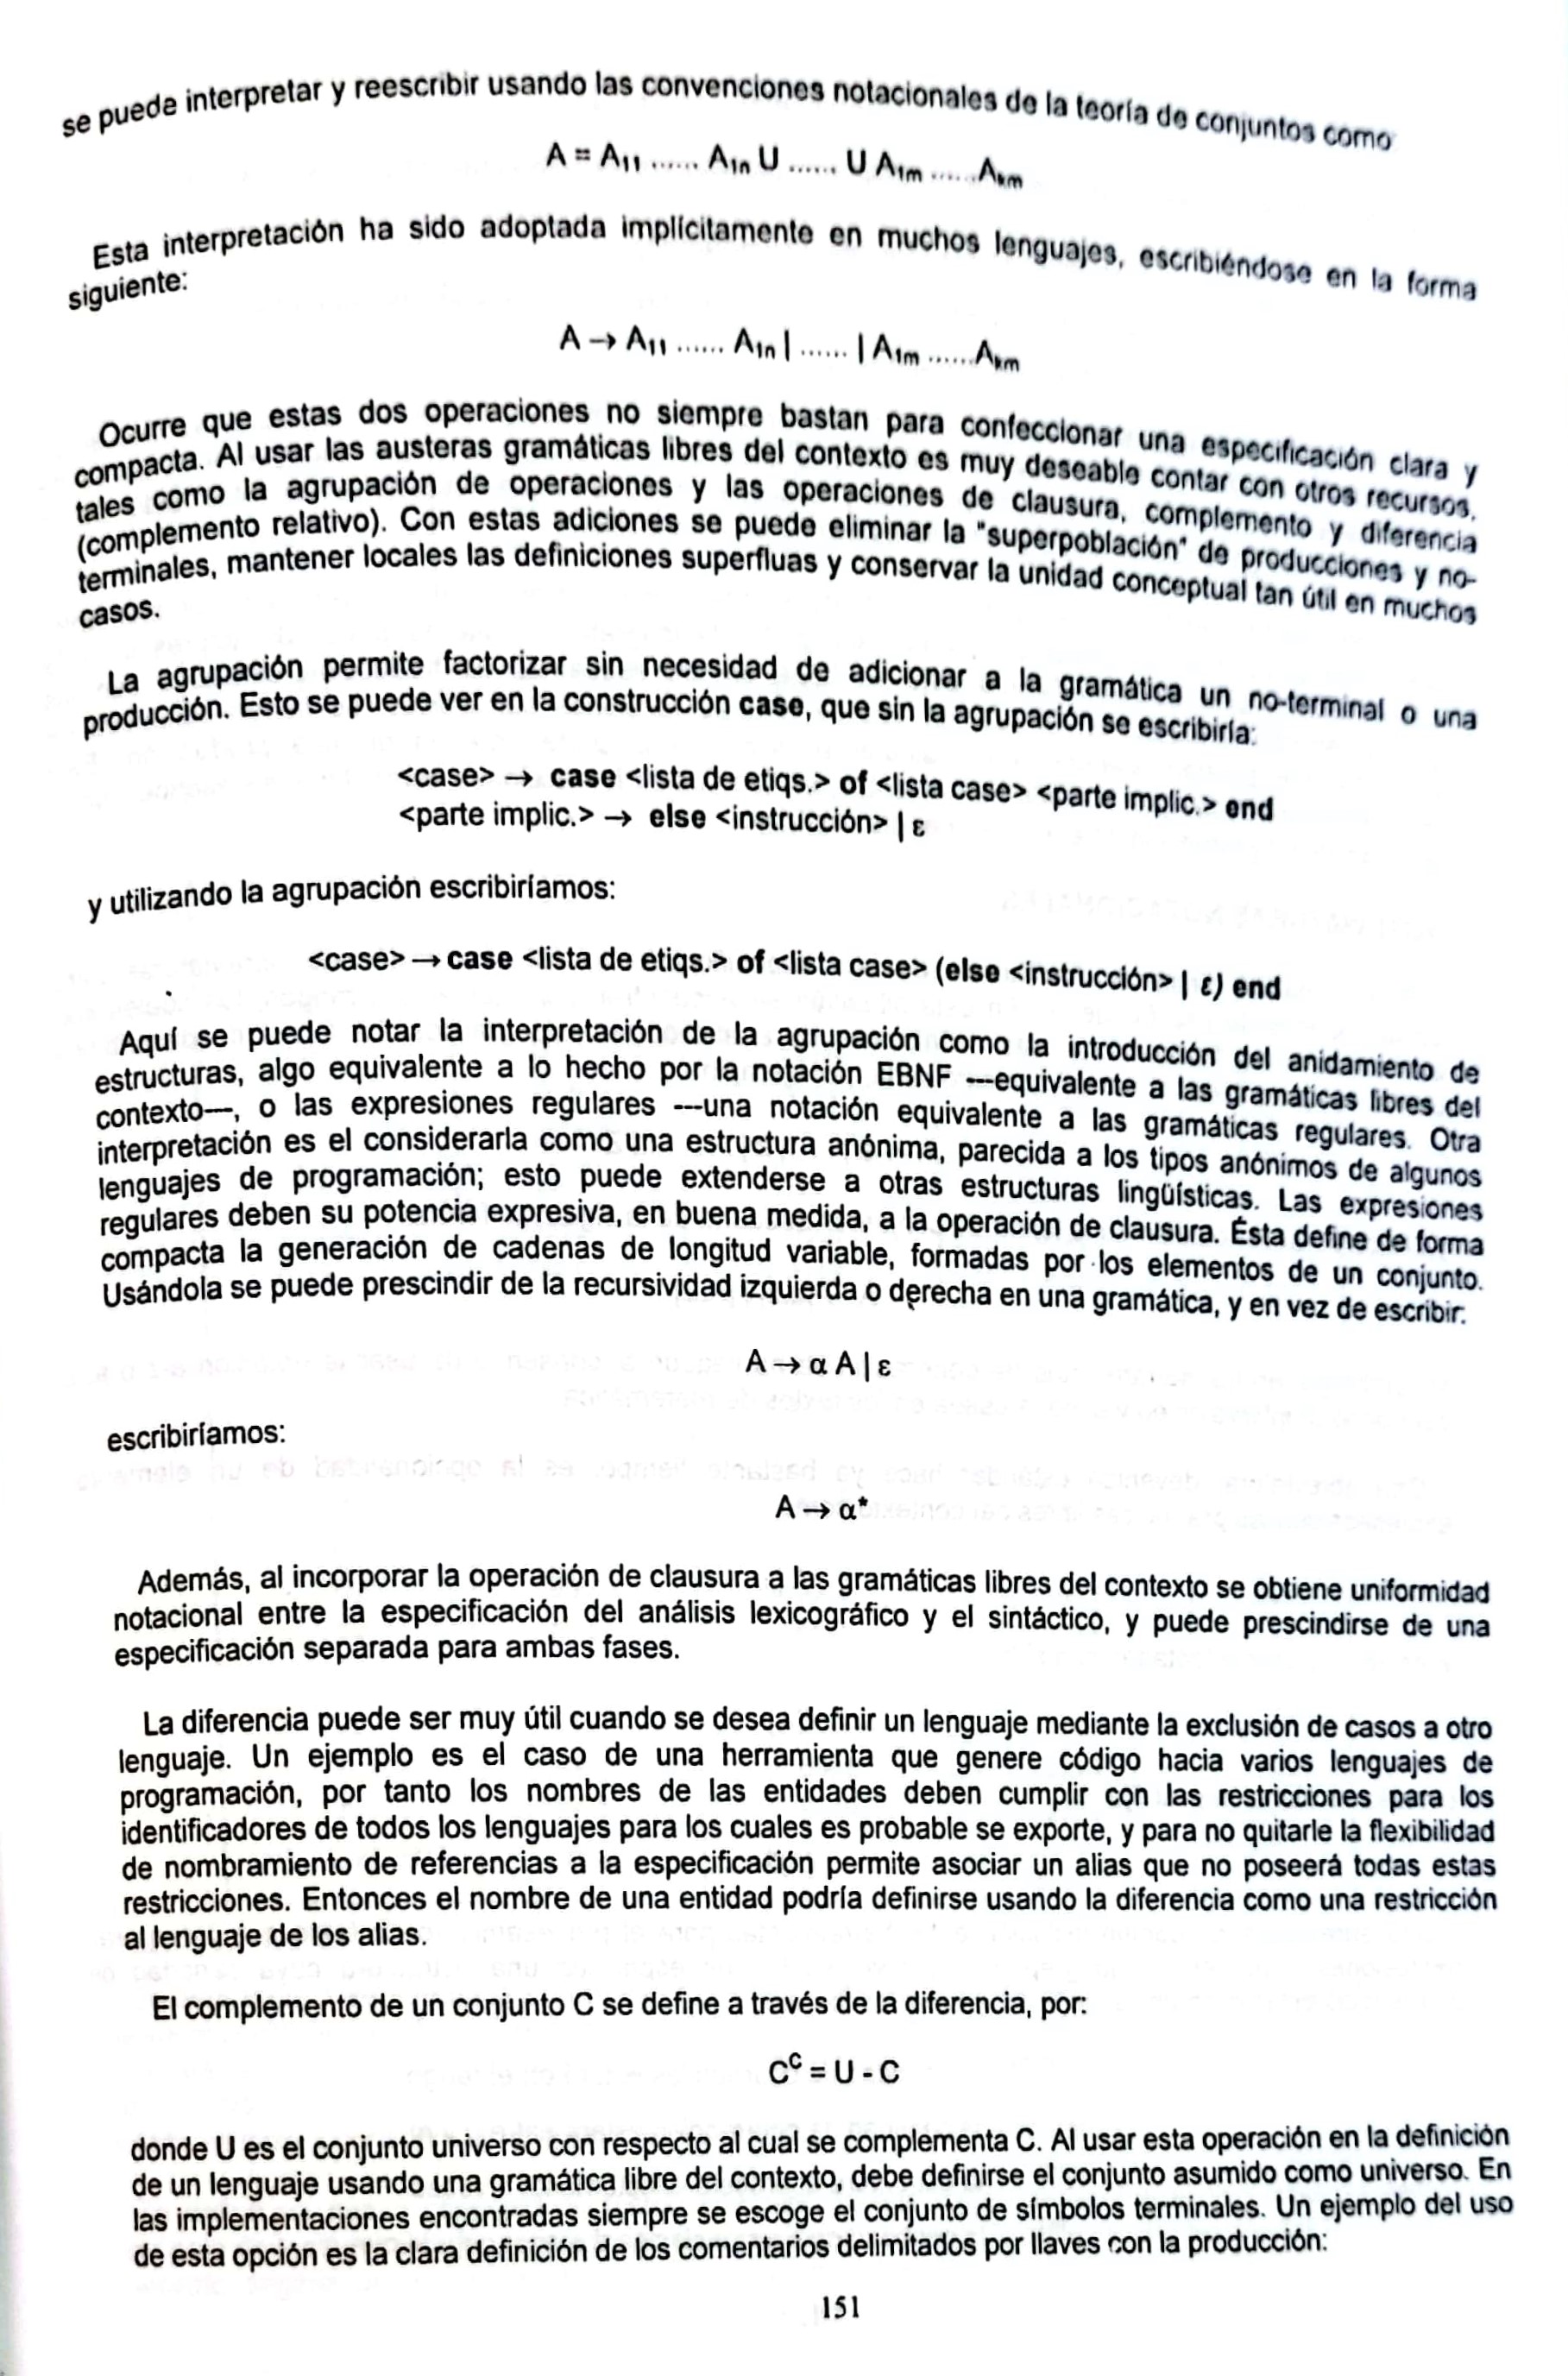 se puede interpretar y reescribir usando las convenciones notacionales de la teoría de conjuntos como
A = A₁₁ ...... A₁ₙ U ...... U A₁ₘ ...... Aₖₘ
Esta interpretación ha sido adoptada implícitamente en muchos lenguajes, escribiéndose en la forma
siguiente:
A → A₁₁ ...... A₁ₙ | ...... | A₁ₘ ...... Aₖₘ
Ocurre que estas dos operaciones no siempre bastan para confeccionar una especificación clara y
compacta. Al usar las austeras gramáticas libres del contexto es muy deseable contar con otros recursos,
tales como la agrupación de operaciones y las operaciones de clausura, complemento y diferencia
(complemento relativo). Con estas adiciones se puede eliminar la "superpoblación" de producciones y no-
terminales, mantener locales las definiciones superfluas y conservar la unidad conceptual tan útil en muchos
casos.
La agrupación permite factorizar sin necesidad de adicionar a la gramática un no-terminal o una
producción. Esto se puede ver en la construcción case, que sin la agrupación se escribiría:
<case> → case <lista de etiqs.> of <lista case> <parte implic.> end
<parte implic.> → else <instrucción> | ε
y utilizando la agrupación escribiríamos:
<case> → case <lista de etiqs.> of <lista case> (else <instrucción> | ε) end
Aquí se puede notar la interpretación de la agrupación como la introducción del anidamiento de
estructuras, algo equivalente a lo hecho por la notación EBNF ---equivalente a las gramáticas libres del
contexto---, o las expresiones regulares ---una notación equivalente a las gramáticas regulares. Otra
interpretación es el considerarla como una estructura anónima, parecida a los tipos anónimos de algunos
lenguajes de programación; esto puede extenderse a otras estructuras lingüísticas. Las expresiones
regulares deben su potencia expresiva, en buena medida, a la operación de clausura. Ésta define de forma
compacta la generación de cadenas de longitud variable, formadas por los elementos de un conjunto.
Usándola se puede prescindir de la recursividad izquierda o derecha en una gramática, y en vez de escribir:
A → α A | ε
escribiríamos:
A → α*
Además, al incorporar la operación de clausura a las gramáticas libres del contexto se obtiene uniformidad
notacional entre la especificación del análisis lexicográfico y el sintáctico, y puede prescindirse de una
especificación separada para ambas fases.
La diferencia puede ser muy útil cuando se desea definir un lenguaje mediante la exclusión de casos a otro
lenguaje. Un ejemplo es el caso de una herramienta que genere código hacia varios lenguajes de
programación, por tanto los nombres de las entidades deben cumplir con las restricciones para los
identificadores de todos los lenguajes para los cuales es probable se exporte, y para no quitarle la flexibilidad
de nombramiento de referencias a la especificación permite asociar un alias que no poseerá todas estas
restricciones. Entonces el nombre de una entidad podría definirse usando la diferencia como una restricción
al lenguaje de los alias.
El complemento de un conjunto C se define a través de la diferencia, por:
Cᶜ = U - C
donde U es el conjunto universo con respecto al cual se complementa C. Al usar esta operación en la definición
de un lenguaje usando una gramática libre del contexto, debe definirse el conjunto asumido como universo. En
las implementaciones encontradas siempre se escoge el conjunto de símbolos terminales. Un ejemplo del uso
de esta opción es la clara definición de los comentarios delimitados por llaves con la producción:
151